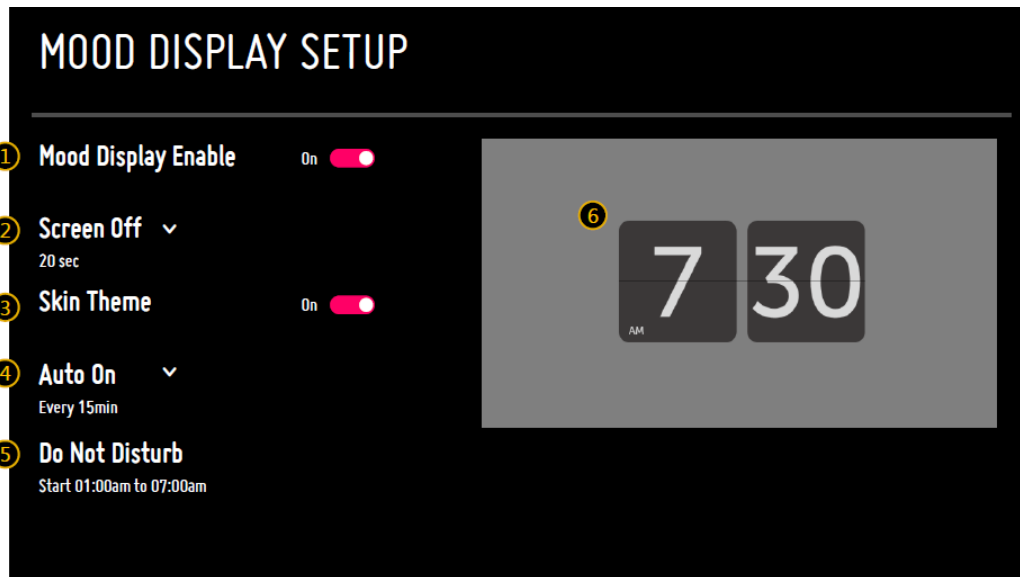 MOOD DISPLAY SETUP
1 Mood Display Enable On
2 Screen Off
20 sec
3 Skin Theme On
4 Auto On
Every 15min
5 Do Not Disturb
Start 01:00am to 07:00am
6
7 30
AM